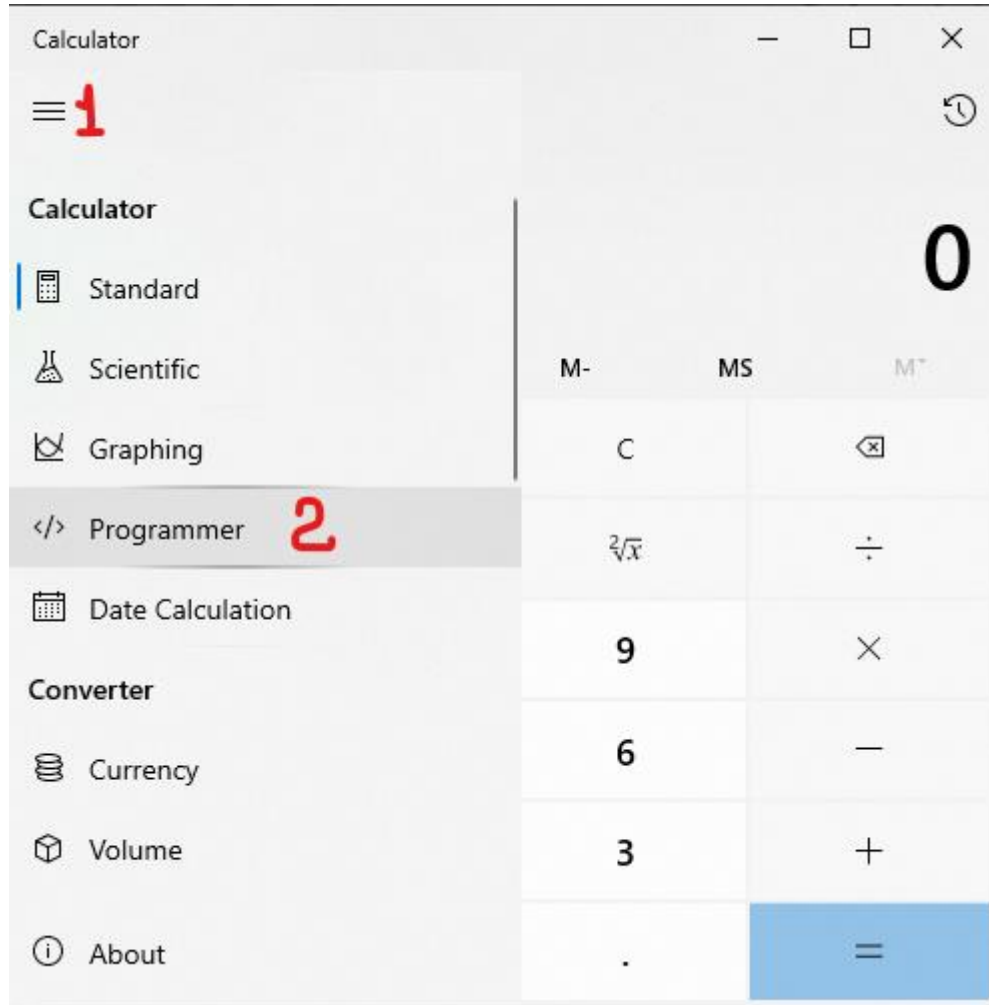 Calculator
1
Calculator
Standard
Scientific
Graphing
</> Programmer 2
Date Calculation
Converter
Currency
Volume
About
0
M- MS M˅
C
²√x ÷
9 ×
6 −
3 +
. =